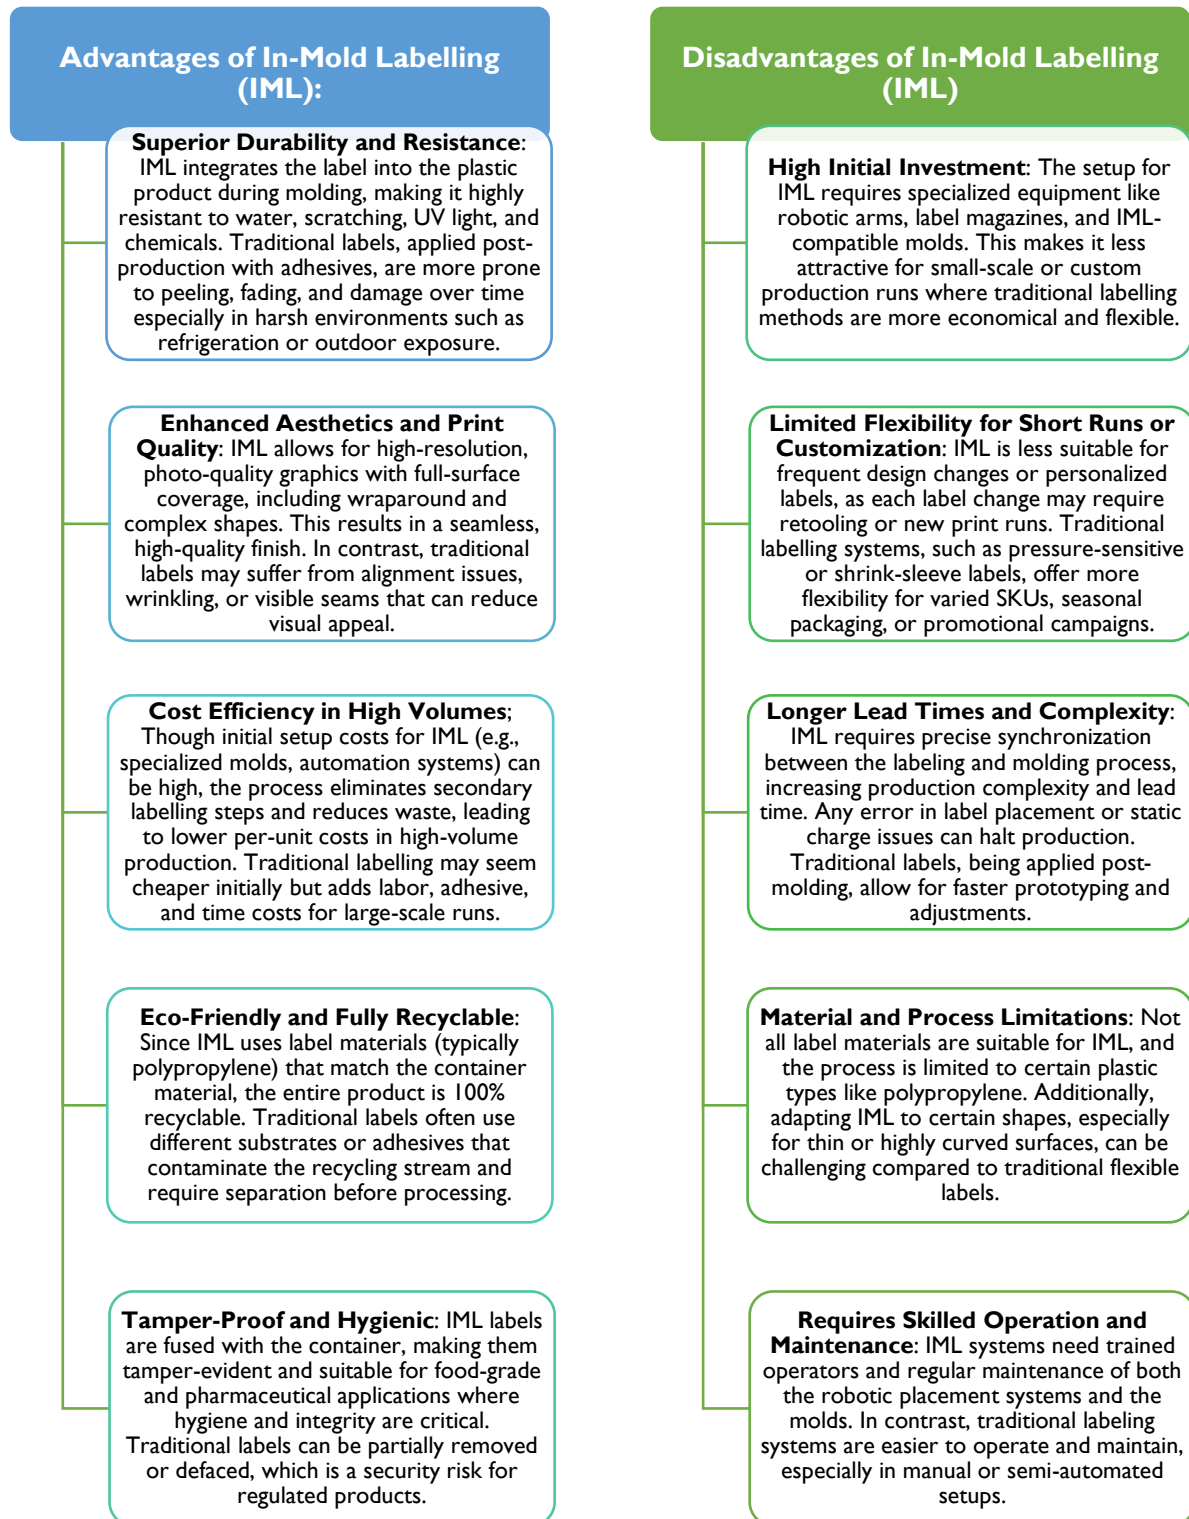 Advantages of In-Mold Labelling
(IML):
Superior Durability and Resistance:
IML integrates the label into the plastic
product during molding, making it highly
resistant to water, scratching, UV light, and
chemicals. Traditional labels, applied post-
production with adhesives, are more prone
to peeling, fading, and damage over time
especially in harsh environments such as
refrigeration or outdoor exposure.
Enhanced Aesthetics and Print
Quality: IML allows for high-resolution,
photo-quality graphics with full-surface
coverage, including wraparound and
complex shapes. This results in a seamless,
high-quality finish. In contrast, traditional
labels may suffer from alignment issues,
wrinkling, or visible seams that can reduce
visual appeal.
Cost Efficiency in High Volumes;
Though initial setup costs for IML (e.g.,
specialized molds, automation systems) can
be high, the process eliminates secondary
labelling steps and reduces waste, leading
to lower per-unit costs in high-volume
production. Traditional labelling may seem
cheaper initially but adds labor, adhesive,
and time costs for large-scale runs.
Eco-Friendly and Fully Recyclable:
Since IML uses label materials (typically
polypropylene) that match the container
material, the entire product is 100%
recyclable. Traditional labels often use
different substrates or adhesives that
contaminate the recycling stream and
require separation before processing.
Tamper-Proof and Hygienic: IML labels
are fused with the container, making them
tamper-evident and suitable for food-grade
and pharmaceutical applications where
hygiene and integrity are critical.
Traditional labels can be partially removed
or defaced, which is a security risk for
regulated products.
Disadvantages of In-Mold Labelling
(IML)
High Initial Investment: The setup for
IML requires specialized equipment like
robotic arms, label magazines, and IML-
compatible molds. This makes it less
attractive for small-scale or custom
production runs where traditional labelling
methods are more economical and flexible.
Limited Flexibility for Short Runs or
Customization: IML is less suitable for
frequent design changes or personalized
labels, as each label change may require
retooling or new print runs. Traditional
labelling systems, such as pressure-sensitive
or shrink-sleeve labels, offer more
flexibility for varied SKUs, seasonal
packaging, or promotional campaigns.
Longer Lead Times and Complexity:
IML requires precise synchronization
between the labeling and molding process,
increasing production complexity and lead
time. Any error in label placement or static
charge issues can halt production.
Traditional labels, being applied post-
molding, allow for faster prototyping and
adjustments.
Material and Process Limitations: Not
all label materials are suitable for IML, and
the process is limited to certain plastic
types like polypropylene. Additionally,
adapting IML to certain shapes, especially
for thin or highly curved surfaces, can be
challenging compared to traditional flexible
labels.
Requires Skilled Operation and
Maintenance: IML systems need trained
operators and regular maintenance of both
the robotic placement systems and the
molds. In contrast, traditional labeling
systems are easier to operate and maintain,
especially in manual or semi-automated
setups.